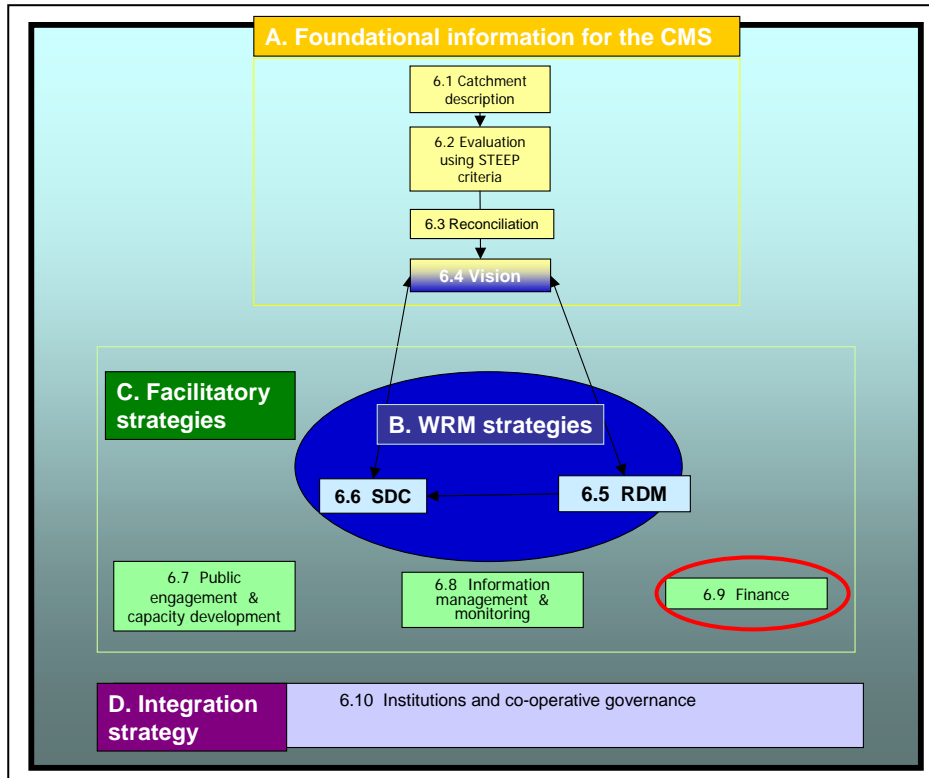 A. Foundational information for the CMS
6.1 Catchment
description
6.2 Evaluation
using STEEP
criteria
6.3 Reconciliation
6.4 Vision
C. Facilitatory
strategies
B. WRM strategies
6.6 SDC
6.5 RDM
6.7 Public
engagement &
capacity development
6.8 Information
management &
monitoring
6.9 Finance
D. Integration
strategy
6.10 Institutions and co-operative governance